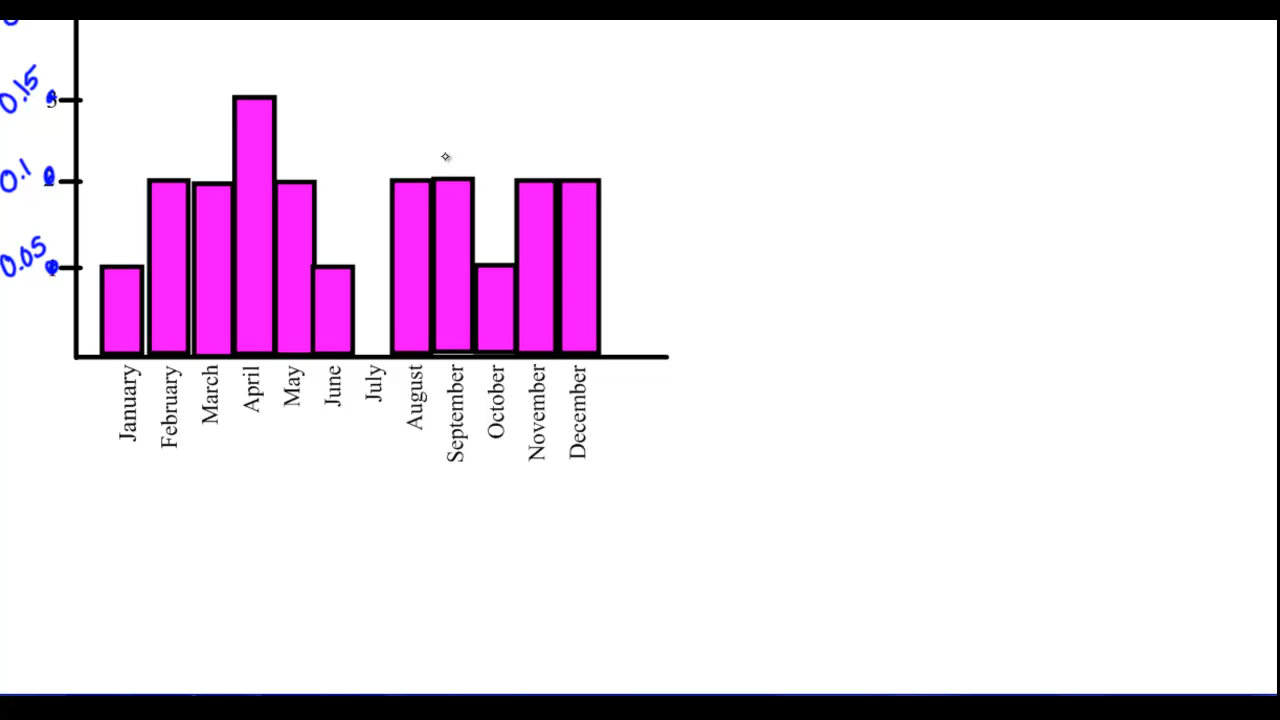 0.15
0.1
0.05
January
February
March
April
May
June
July
August
September
October
November
December